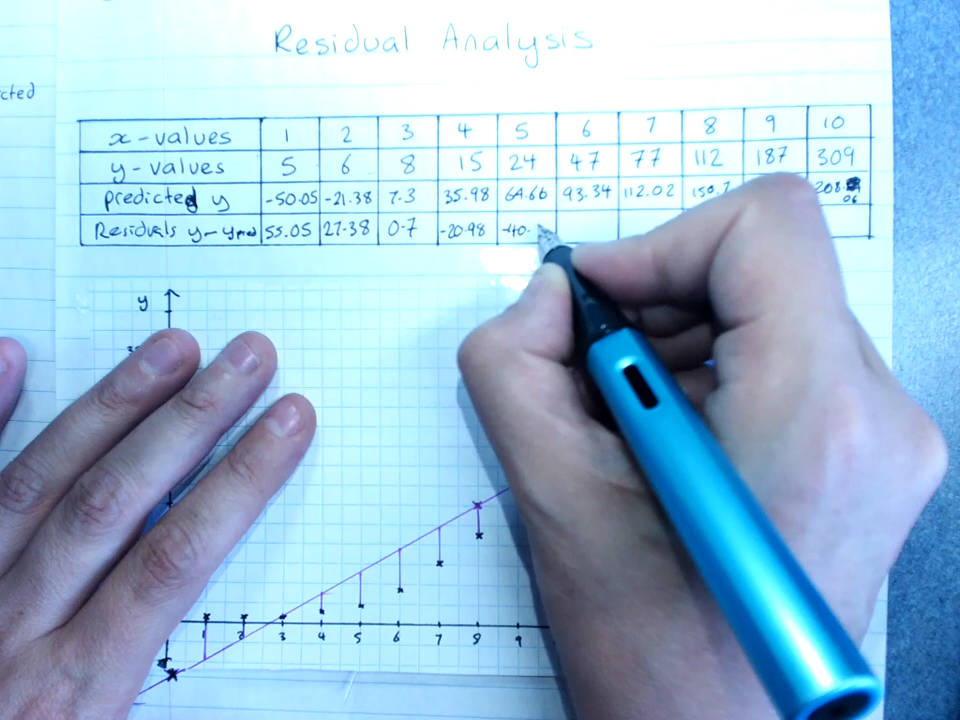 Residual Analysis
cted
x-values 1 2 3 4 5 6 7 8 9 10
y-values 5 6 8 15 24 47 77 112 187 309
predicted y -50.05 -21.38 7.3 35.98 64.66 93.34 112.02 150.7 208.06
Residuals y-ypred 55.05 27.38 0.7 -20.98 -40.
y
1 2 3 4 5 6 7 8 9